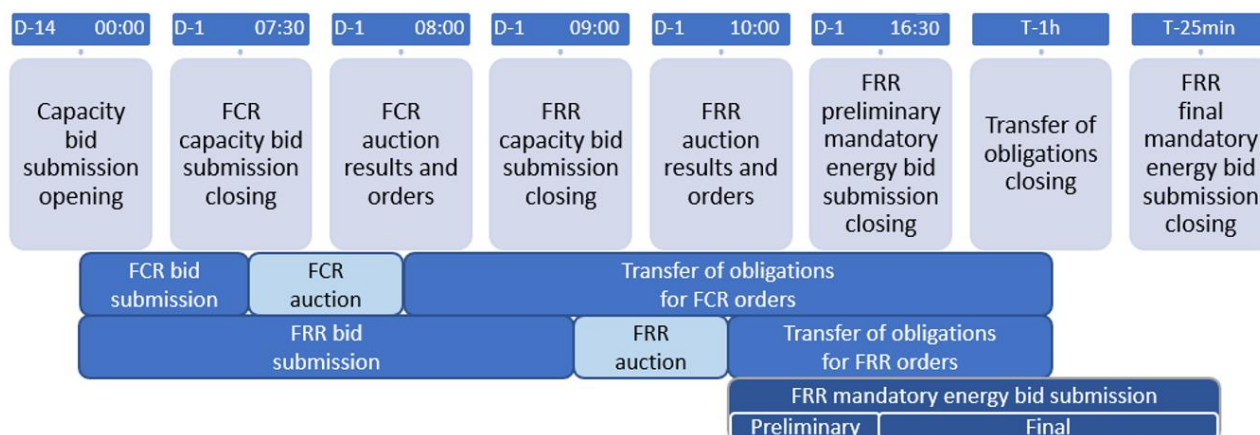 D-14 00:00
D-1 07:30
D-1 08:00
D-1 09:00
D-1 10:00
D-1 16:30
T-1h
T-25min
Capacity
bid
submission
opening
FCR
capacity bid
submission
closing
FCR
auction
results and
orders
FRR
capacity bid
submission
closing
FRR
auction
results and
orders
FRR
preliminary
mandatory
energy bid
submission
closing
Transfer of
obligations
closing
FRR
final
mandatory
energy bid
submission
closing
FCR bid
submission
FCR
auction
Transfer of obligations
for FCR orders
FRR bid
submission
FRR
auction
Transfer of obligations
for FRR orders
FRR mandatory energy bid submission
Preliminary
Final